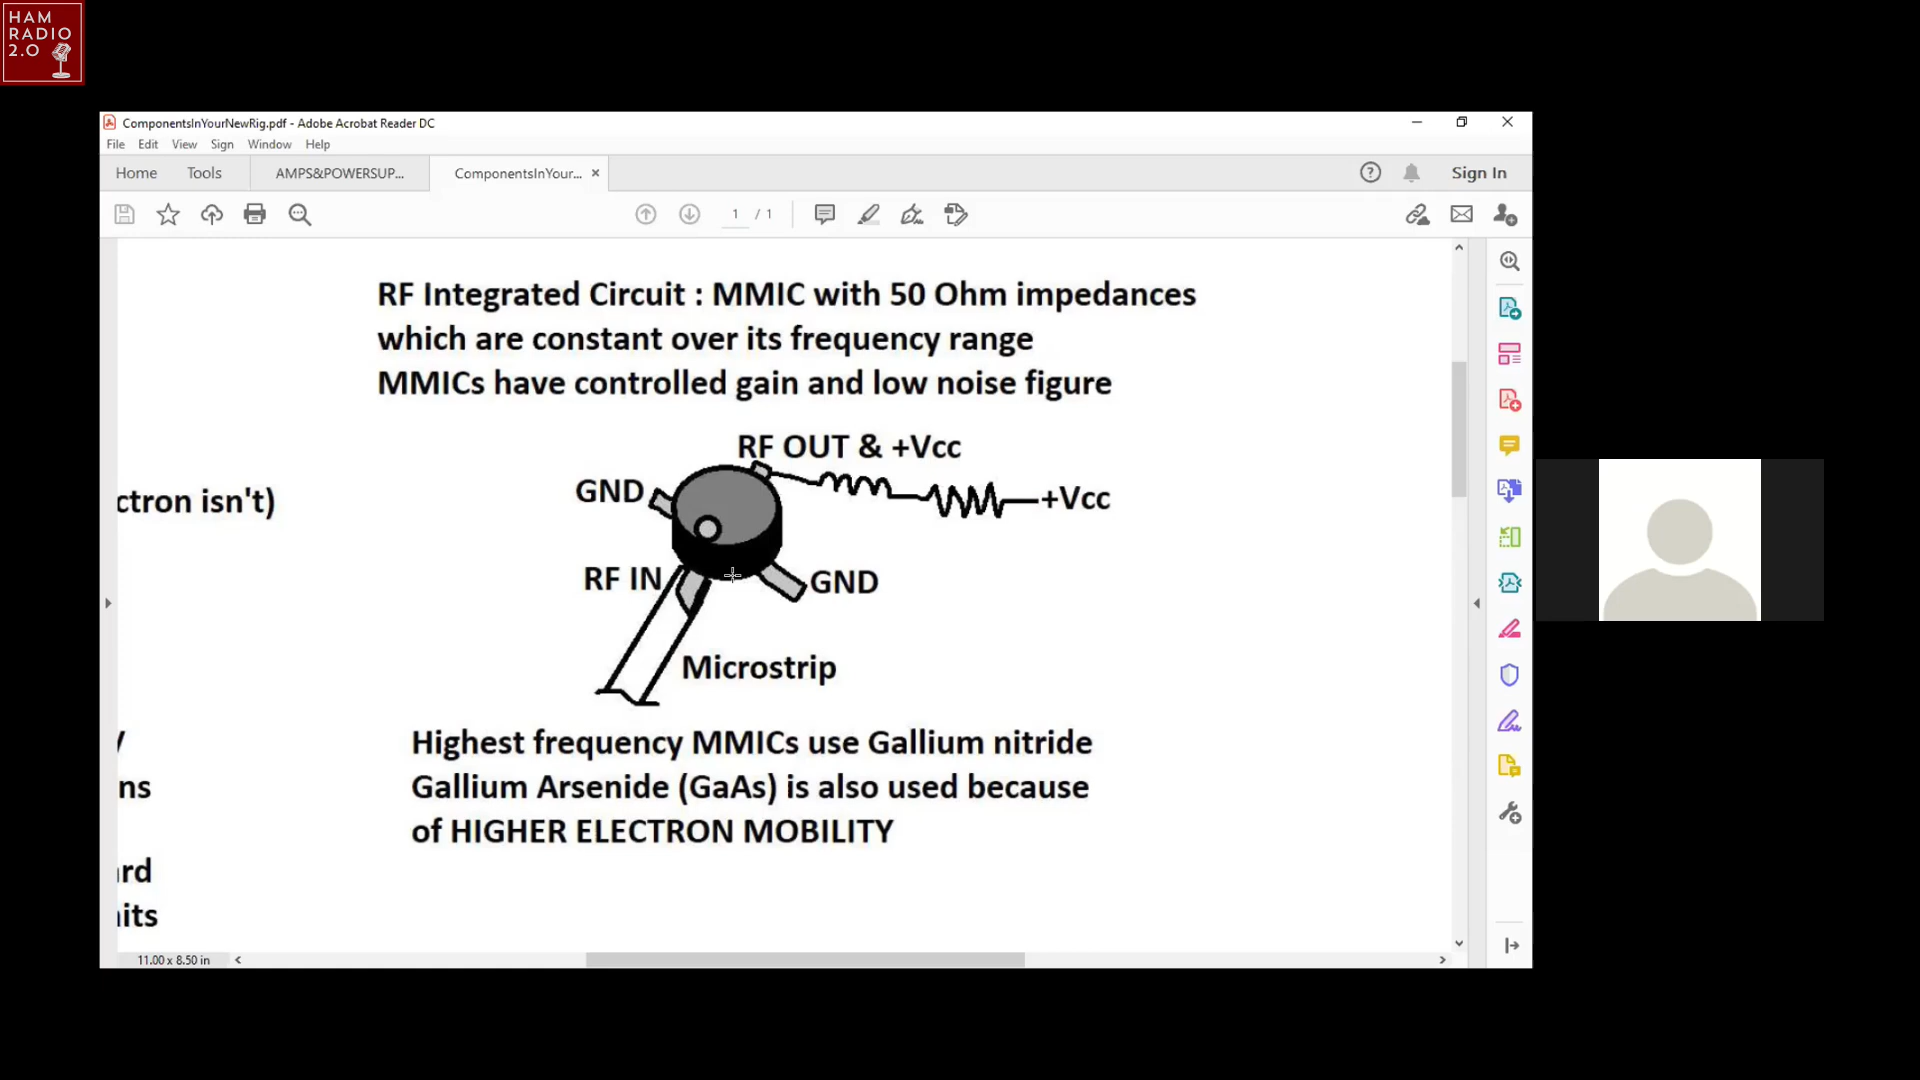 HAM
RADIO
2.0
ComponentsInYourNewRig.pdf - Adobe Acrobat Reader DC
File Edit View Sign Window Help
Home Tools AMPS&POWERSUP... ComponentsInYour... × Sign In
1 / 1
RF Integrated Circuit : MMIC with 50 Ohm impedances
which are constant over its frequency range
MMICs have controlled gain and low noise figure
RF OUT & +Vcc
GND
+Vcc
ctron isn't)
RF IN
GND
Microstrip
Highest frequency MMICs use Gallium nitride
Gallium Arsenide (GaAs) is also used because
of HIGHER ELECTRON MOBILITY
ns
rd
its
11.00 x 8.50 in